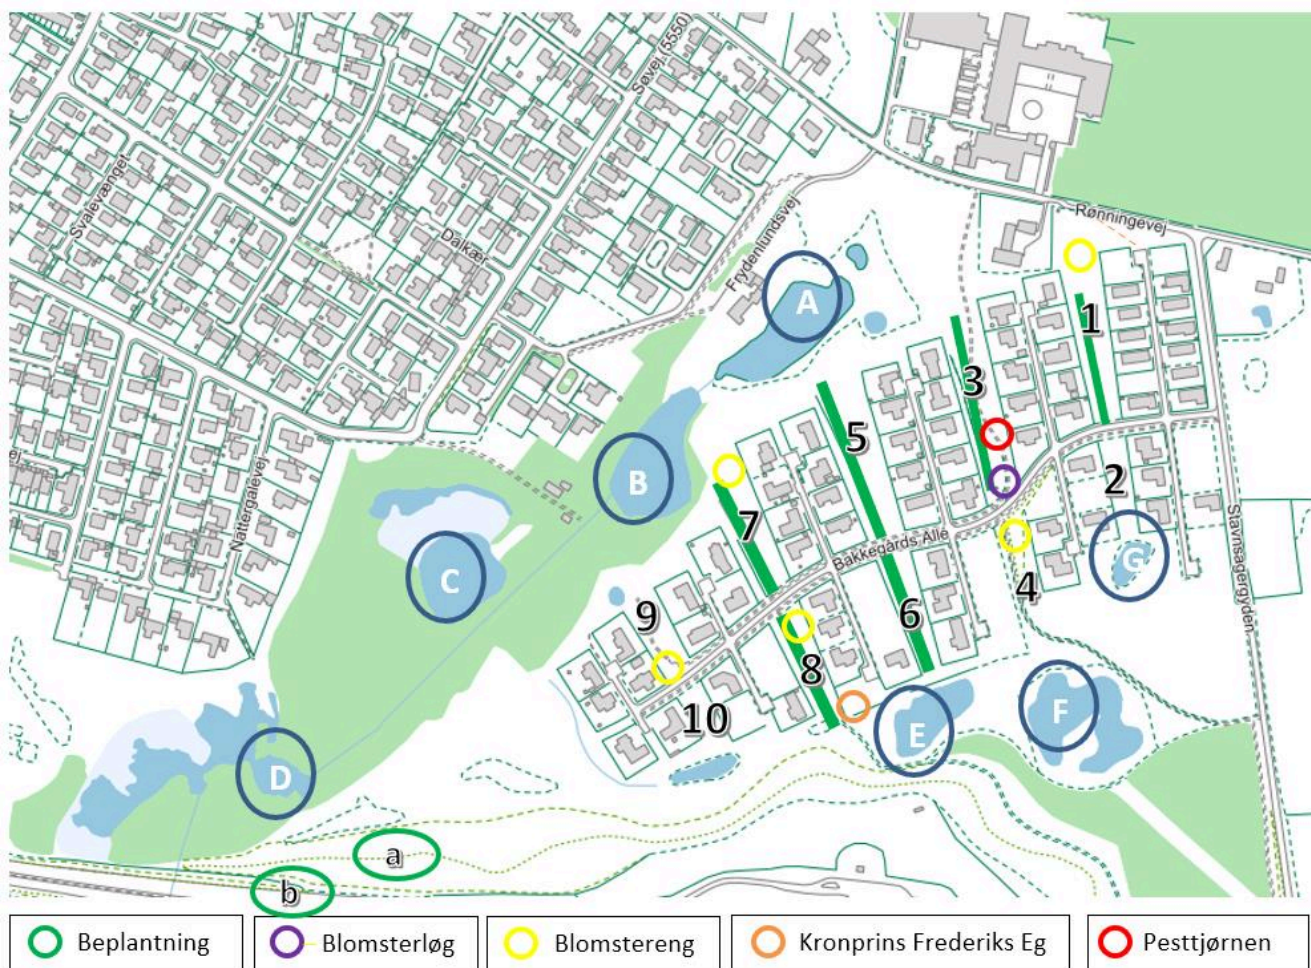 Søvej (5550)
Svalevænget
Dalkær
Frydenlundsvej
Rønningevej
A
1
3
5
B
2
Nattergalevej
7
Bakkegårds Alle
G
Stavnsagergyden
C
4
9
6
8
10
E
F
D
a
b
ej
Beplantning
Blomsterløg
Blomstereng
Kronprins Frederiks Eg
Pesttjørnen